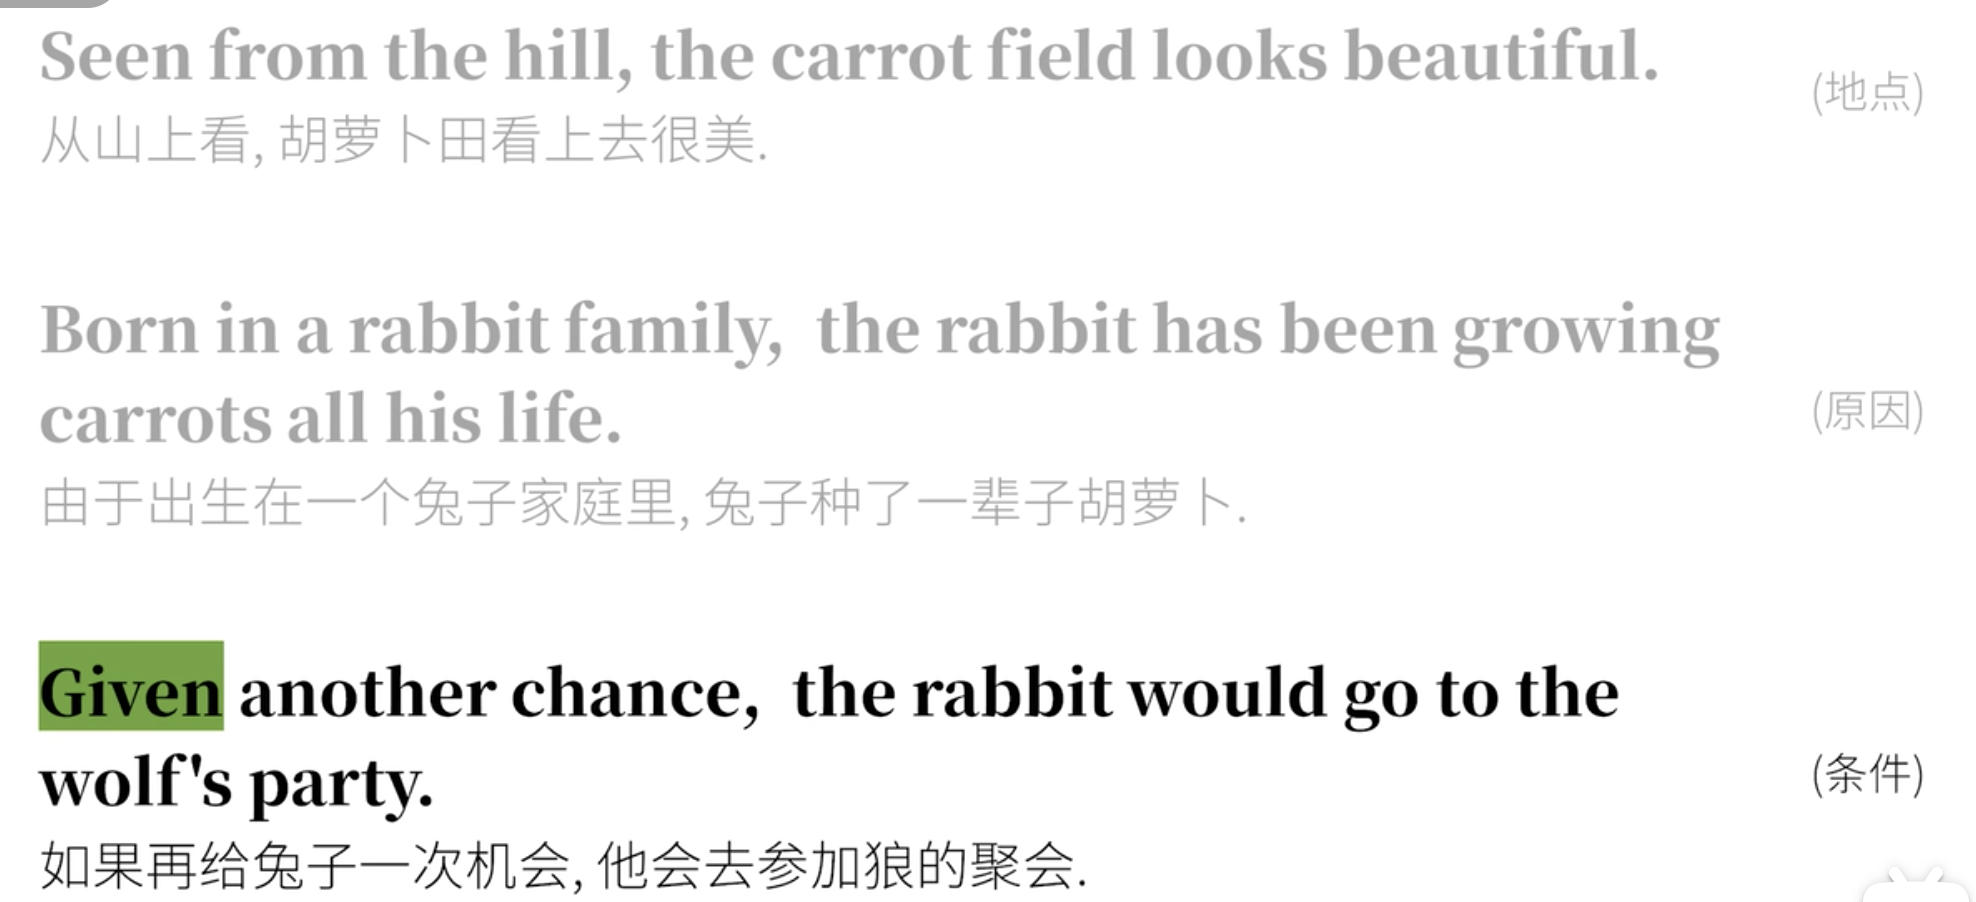 Seen from the hill, the carrot field looks beautiful.
(地点)
从山上看, 胡萝卜田看上去很美.
Born in a rabbit family, the rabbit has been growing
carrots all his life.
(原因)
由于出生在一个兔子家庭里, 兔子种了一辈子胡萝卜.
Given another chance, the rabbit would go to the
wolf's party.
(条件)
如果再给兔子一次机会, 他会去参加狼的聚会.